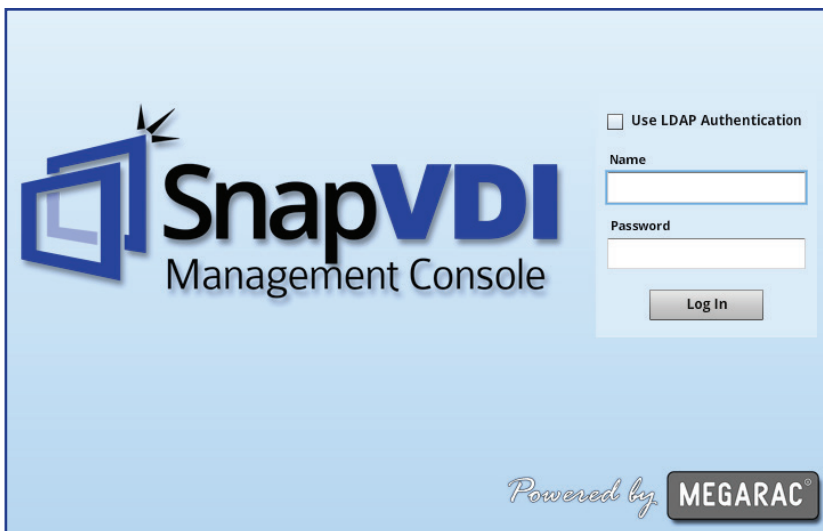 SnapVDI
Management Console
Use LDAP Authentication
Name
Password
Log In
Powered by MEGARAC®